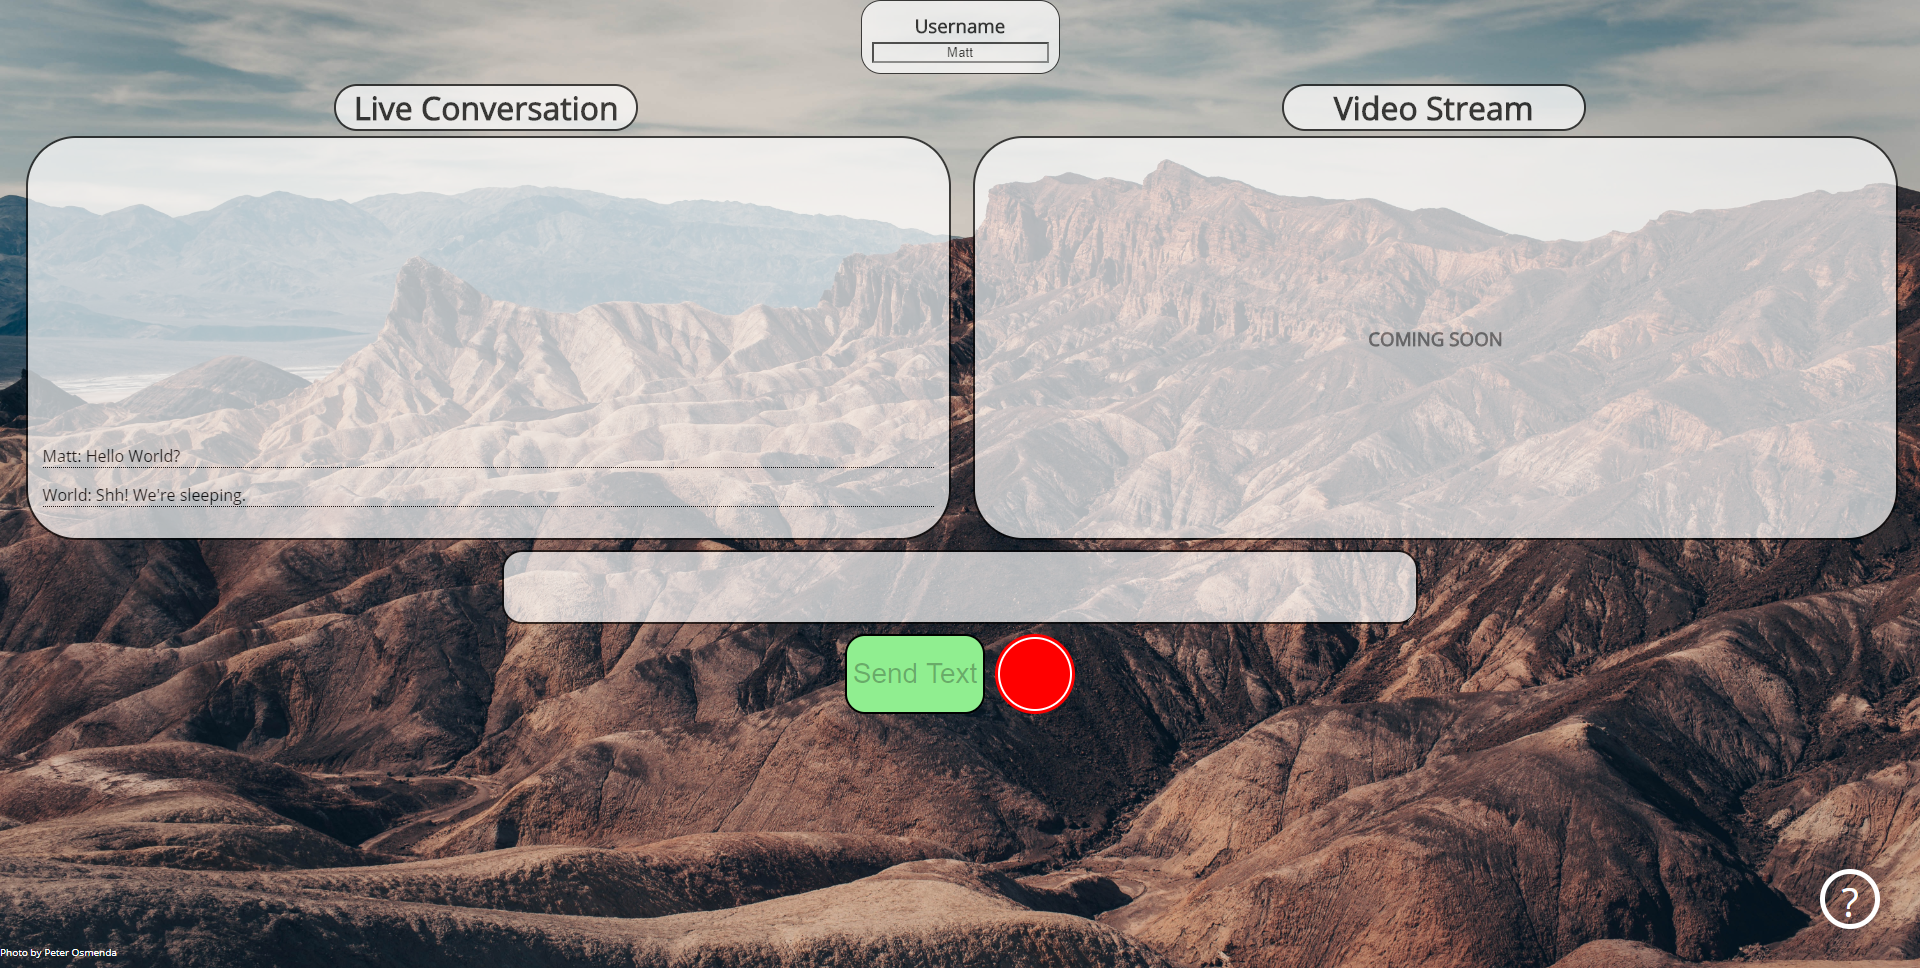 Username
Matt
Live Conversation
Video Stream
COMING SOON
Matt: Hello World?
World: Shh! We're sleeping.
Send Text
?
Photo by Peter Osmenda